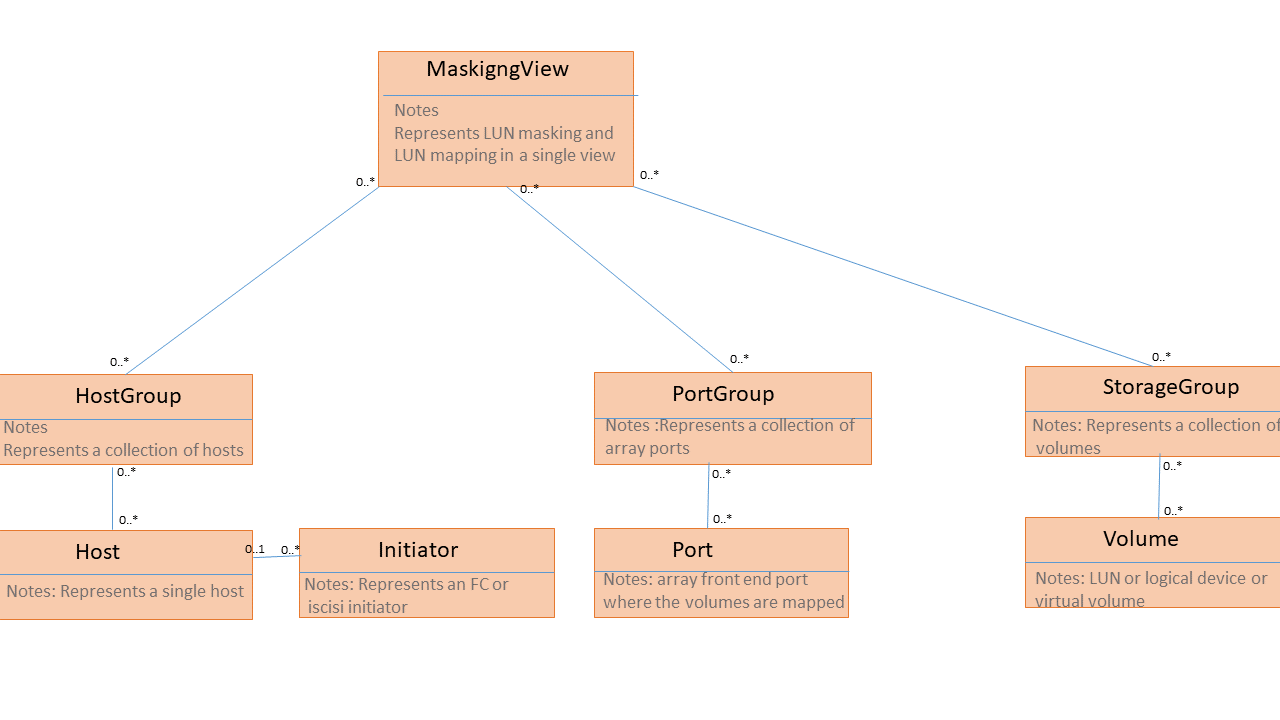 MaskigngView
Notes
Represents LUN masking and
LUN mapping in a single view
0..*
0..*
0..*
0..*
0..*
0..*
HostGroup
Notes
Represents a collection of hosts
PortGroup
Notes :Represents a collection of
array ports
StorageGroup
Notes: Represents a collection of
volumes
0..*
0..*
0..*
0..*
0..*
0..*
Host
Notes: Represents a single host
0..1
0..*
Initiator
Notes: Represents an FC or
iscisi initiator
Port
Notes: array front end port
where the volumes are mapped
Volume
Notes: LUN or logical device or
virtual volume